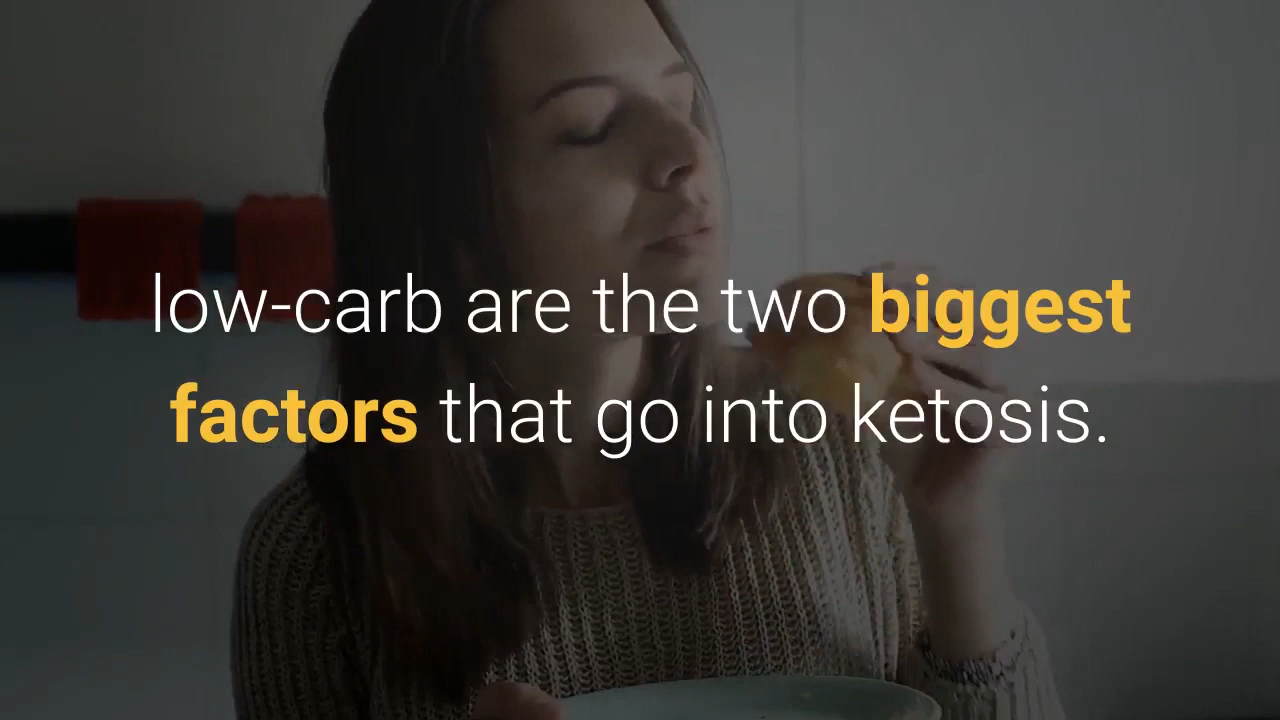 low-carb are the two biggest
factors that go into ketosis.